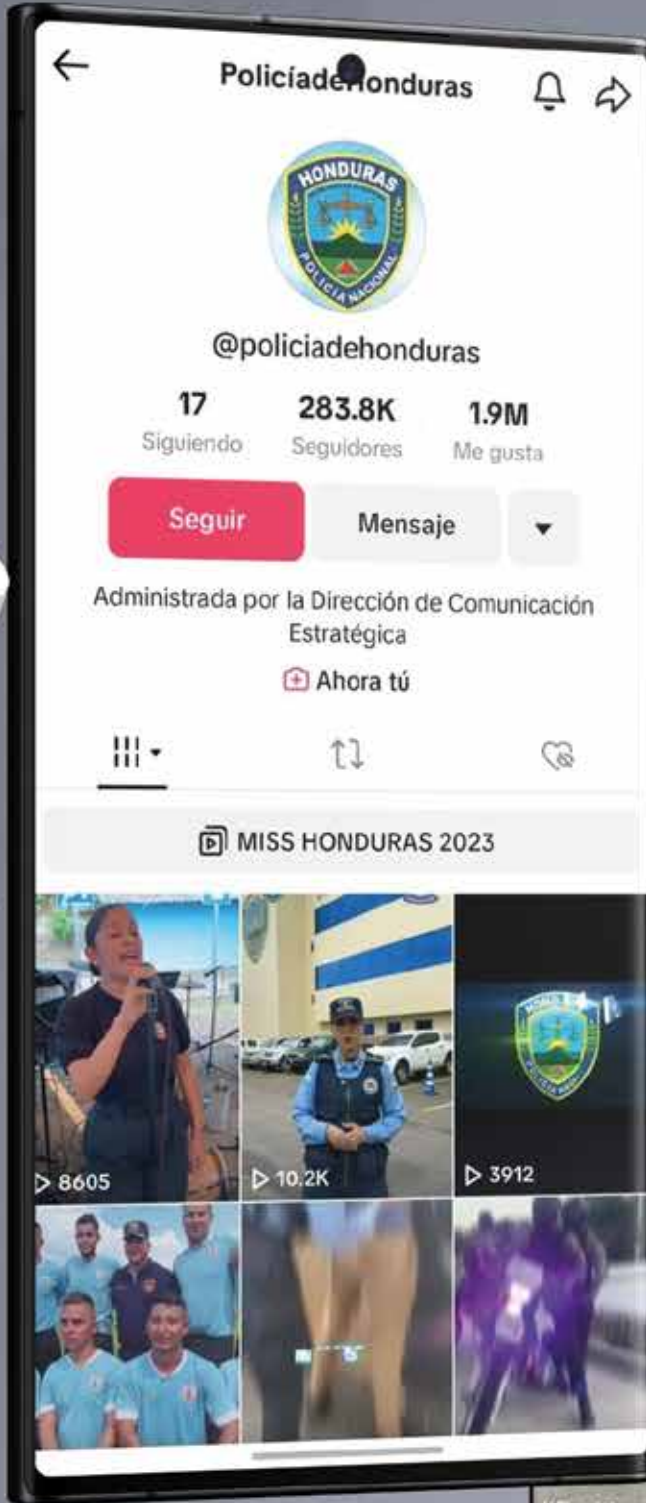 PolicíadeHonduras
HONDURAS
POLICIA NACIONAL
@policiadehonduras
17 283.8K 1.9M
Siguiendo Seguidores Me gusta
Seguir Mensaje
Administrada por la Dirección de Comunicación
Estratégica
Ahora tú
MISS HONDURAS 2023
8605 10.2K 3912